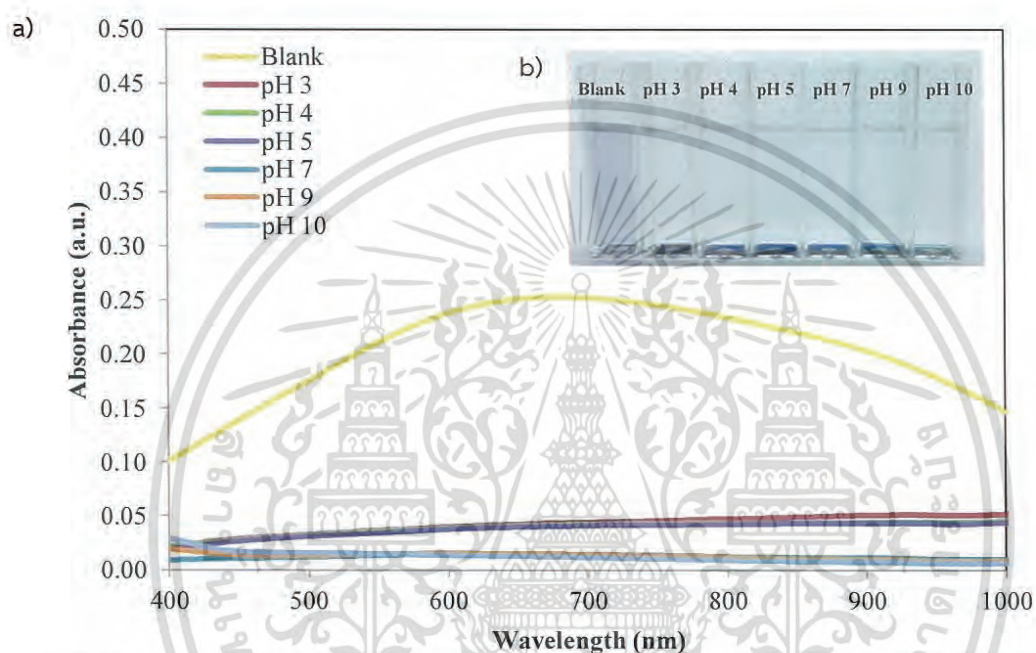 a)
0.50
0.45
0.40
0.35
0.30
0.25
0.20
0.15
0.10
0.05
0.00
Absorbance (a.u.)
Blank
pH 3
pH 4
pH 5
pH 7
pH 9
pH 10
b)
Blank pH 3 pH 4 pH 5 pH 7 pH 9 pH 10
400 500 600 700 800 900 1000
Wavelength (nm)